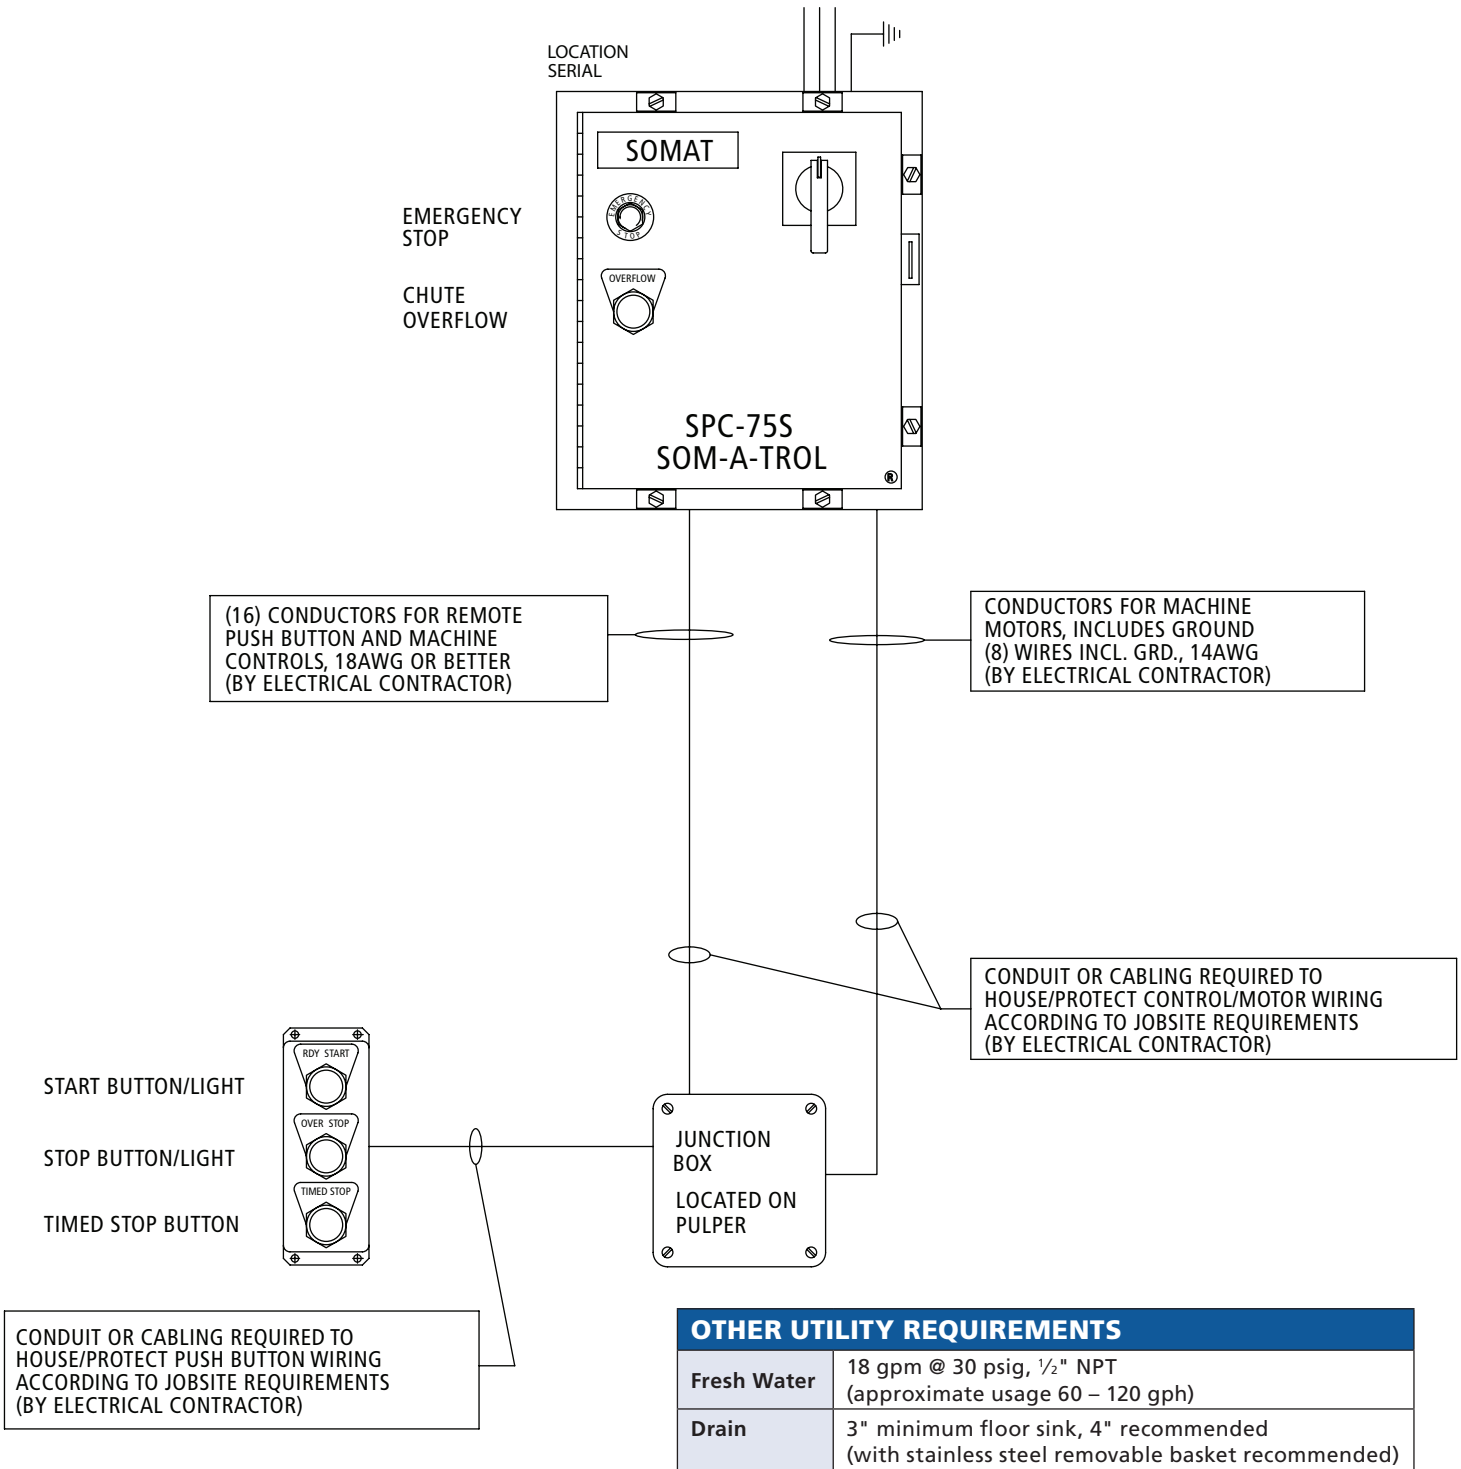 LOCATION
SERIAL
SOMAT
EMERGENCY
STOP
EMERGENCY
STOP
CHUTE
OVERFLOW
OVERFLOW
SPC-75S
SOM-A-TROL
®
(16) CONDUCTORS FOR REMOTE
PUSH BUTTON AND MACHINE
CONTROLS, 18AWG OR BETTER
(BY ELECTRICAL CONTRACTOR)
CONDUCTORS FOR MACHINE
MOTORS, INCLUDES GROUND
(8) WIRES INCL. GRD., 14AWG
(BY ELECTRICAL CONTRACTOR)
CONDUIT OR CABLING REQUIRED TO
HOUSE/PROTECT CONTROL/MOTOR WIRING
ACCORDING TO JOBSITE REQUIREMENTS
(BY ELECTRICAL CONTRACTOR)
RDY START
START BUTTON/LIGHT
OVER STOP
STOP BUTTON/LIGHT
TIMED STOP
TIMED STOP BUTTON
JUNCTION
BOX
LOCATED ON
PULPER
CONDUIT OR CABLING REQUIRED TO
HOUSE/PROTECT PUSH BUTTON WIRING
ACCORDING TO JOBSITE REQUIREMENTS
(BY ELECTRICAL CONTRACTOR)
OTHER UTILITY REQUIREMENTS
Fresh Water
18 gpm @ 30 psig, ½" NPT
(approximate usage 60 – 120 gph)
Drain
3" minimum floor sink, 4" recommended
(with stainless steel removable basket recommended)